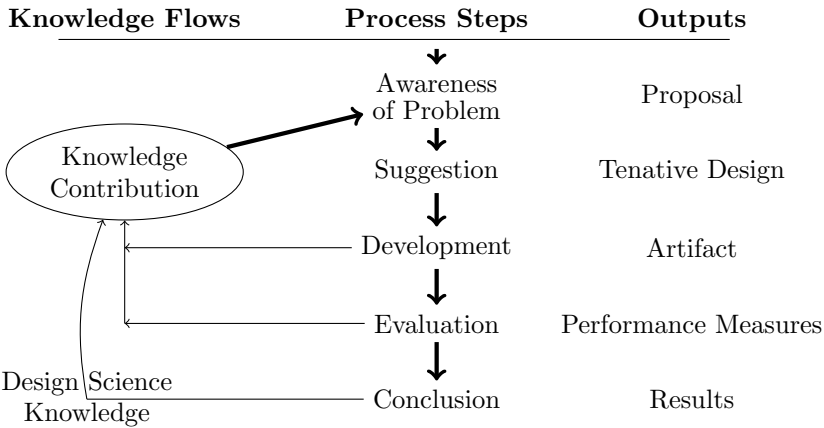 Knowledge Flows Process Steps Outputs
Awareness
of Problem
Proposal
Knowledge
Contribution
Suggestion
Tenative Design
Development
Artifact
Evaluation
Performance Measures
Design Science
Knowledge
Conclusion
Results